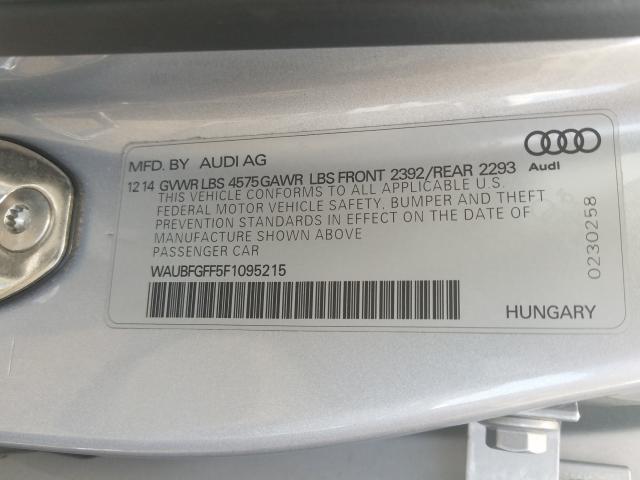 MFD. BY AUDI AG
Audi
12 14 GVWR LBS 4575 GAWR LBS FRONT 2392/REAR 2293
THIS VEHICLE CONFORMS TO ALL APPLICABLE U.S.
FEDERAL MOTOR VEHICLE SAFETY, BUMPER AND THEFT
PREVENTION STANDARDS IN EFFECT ON THE DATE OF
MANUFACTURE SHOWN ABOVE
PASSENGER CAR
WAUBFGFF5F1095215
0230258
HUNGARY